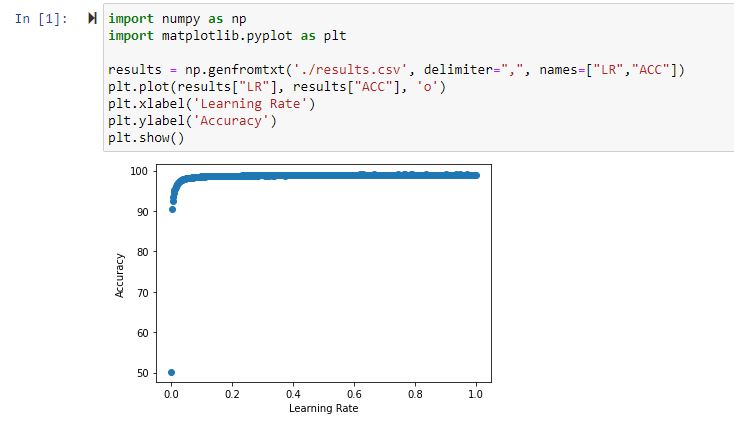 In [1]:
import numpy as np
import matplotlib.pyplot as plt
results = np.genfromtxt('./results.csv', delimiter=",", names=["LR","ACC"])
plt.plot(results["LR"], results["ACC"], 'o')
plt.xlabel('Learning Rate')
plt.ylabel('Accuracy')
plt.show()
100
90
80
70
60
50
Accuracy
0.0 0.2 0.4 0.6 0.8 1.0
Learning Rate